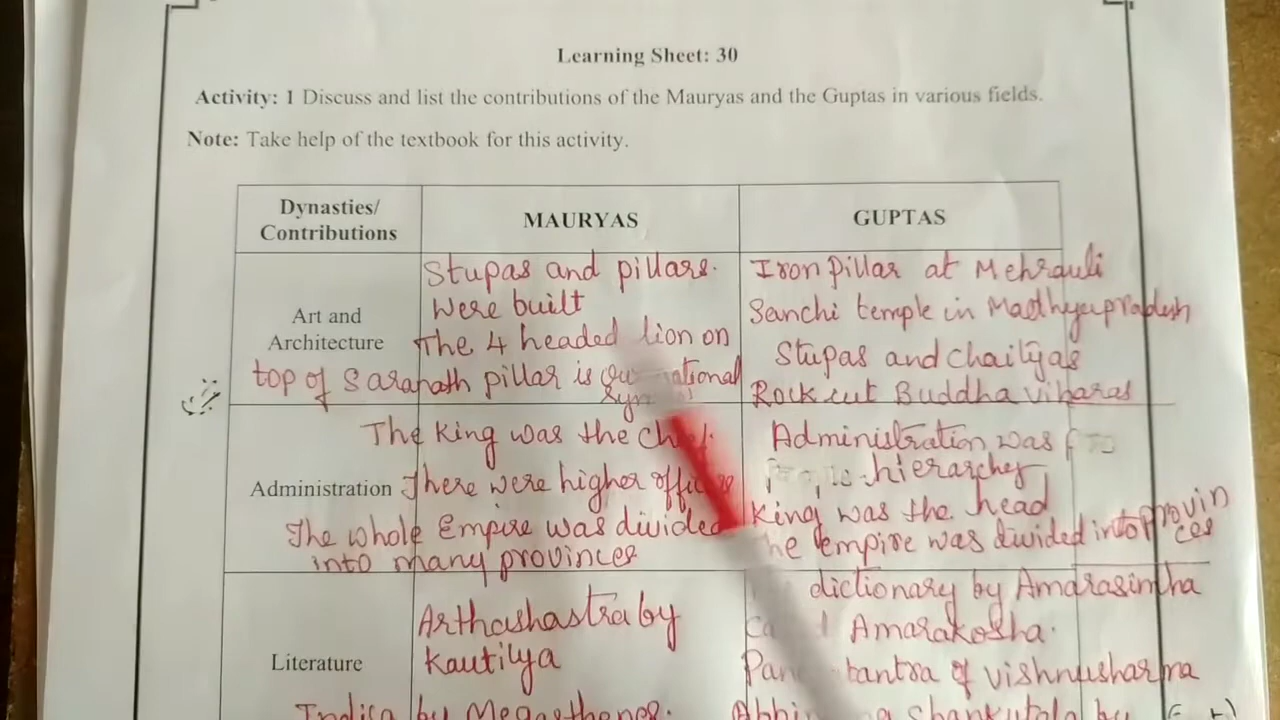 Learning Sheet: 30
Activity: 1 Discuss and list the contributions of the Mauryas and the Guptas in various fields.
Note: Take help of the textbook for this activity.
Dynasties/
Contributions
MAURYAS
GUPTAS
Art and
Architecture
Stupas and pillars.
Were built
The 4 headed lion on
top of Saranath pillar is
Iron pillar at Mehrauli
Sanchi temple in Madhyapradesh
Stupas and chaityas
Rock cut Buddha viharas
Administration
The King was the
There were higher
The whole Empire was divided
into many provinces
Administration was
hierarchy
King was the head
empire was divided into provinces
Literature
Arthashastra by
Kautilya
Indica by Megasthenes.
dictionary by Amarasimha
Amarakosha.
of vishnusharma
by